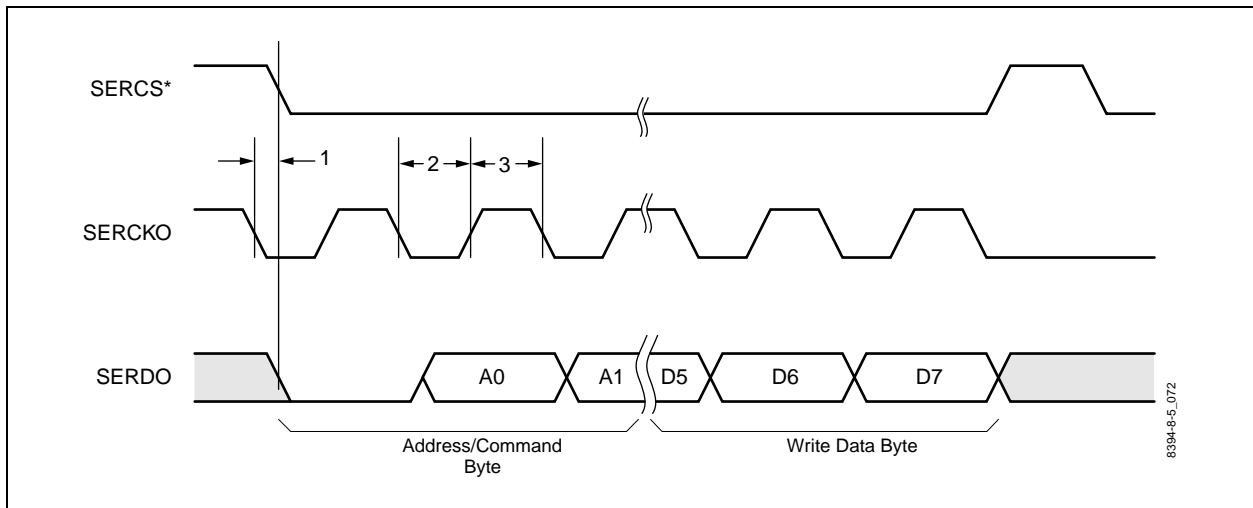 SERCS*
1
2
3
SERCKO
SERDO
A0
A1
D5
D6
D7
Address/Command
Byte
Write Data Byte
8394-8-5_072